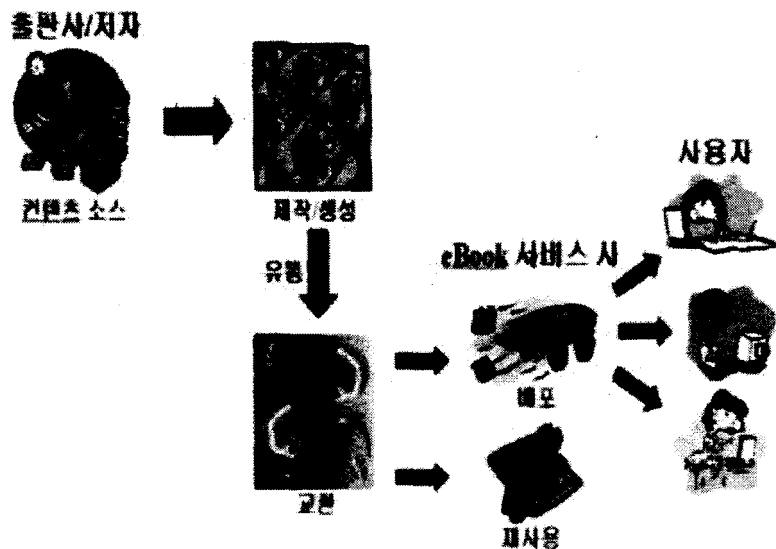 출판사/저자
컨텐츠 소스
제작/생성
유통
교환
eBook 서비스 사
배포
재사용
사용자